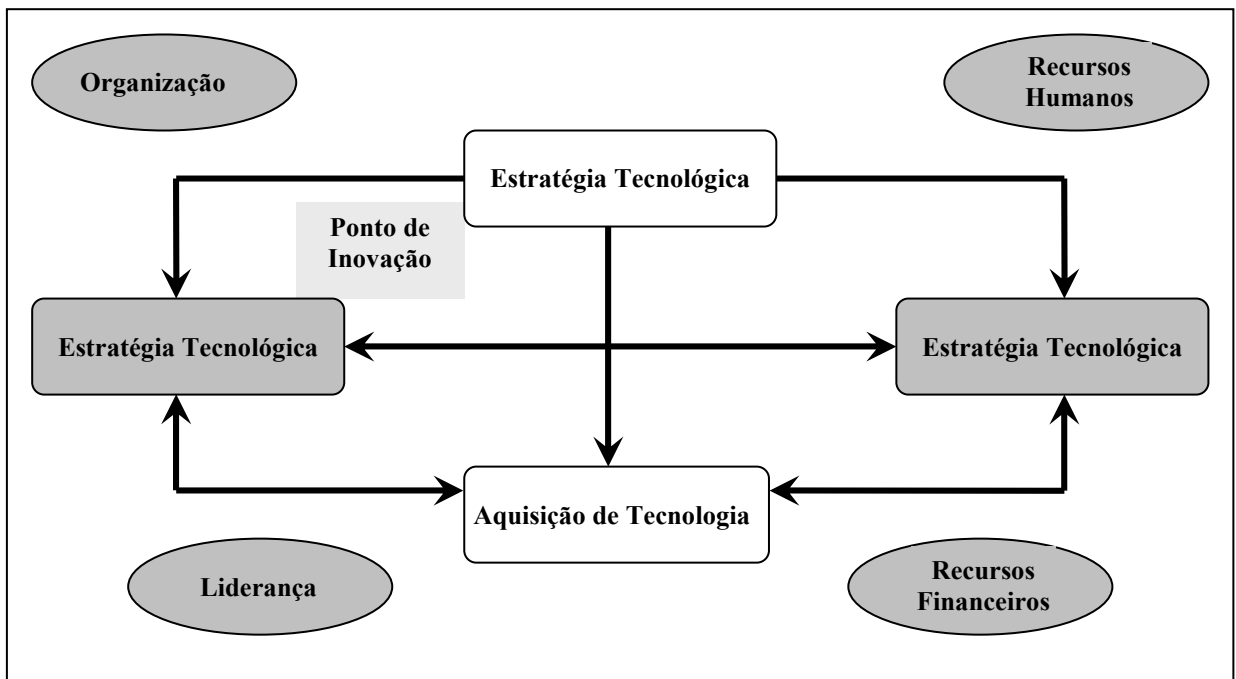 Organização
Recursos
Humanos
Estratégia Tecnológica
Ponto de
Inovação
Estratégia Tecnológica
Estratégia Tecnológica
Aquisição de Tecnologia
Liderança
Recursos
Financeiros